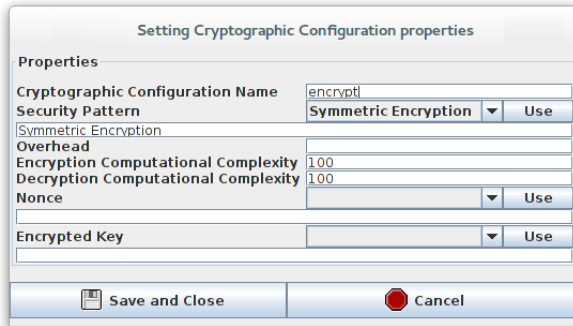 Setting Cryptographic Configuration properties
Properties
Cryptographic Configuration Name encrypt
Security Pattern Symmetric Encryption Use
Symmetric Encryption
Overhead
Encryption Computational Complexity 100
Decryption Computational Complexity 100
Nonce Use
Encrypted Key Use
Save and Close Cancel